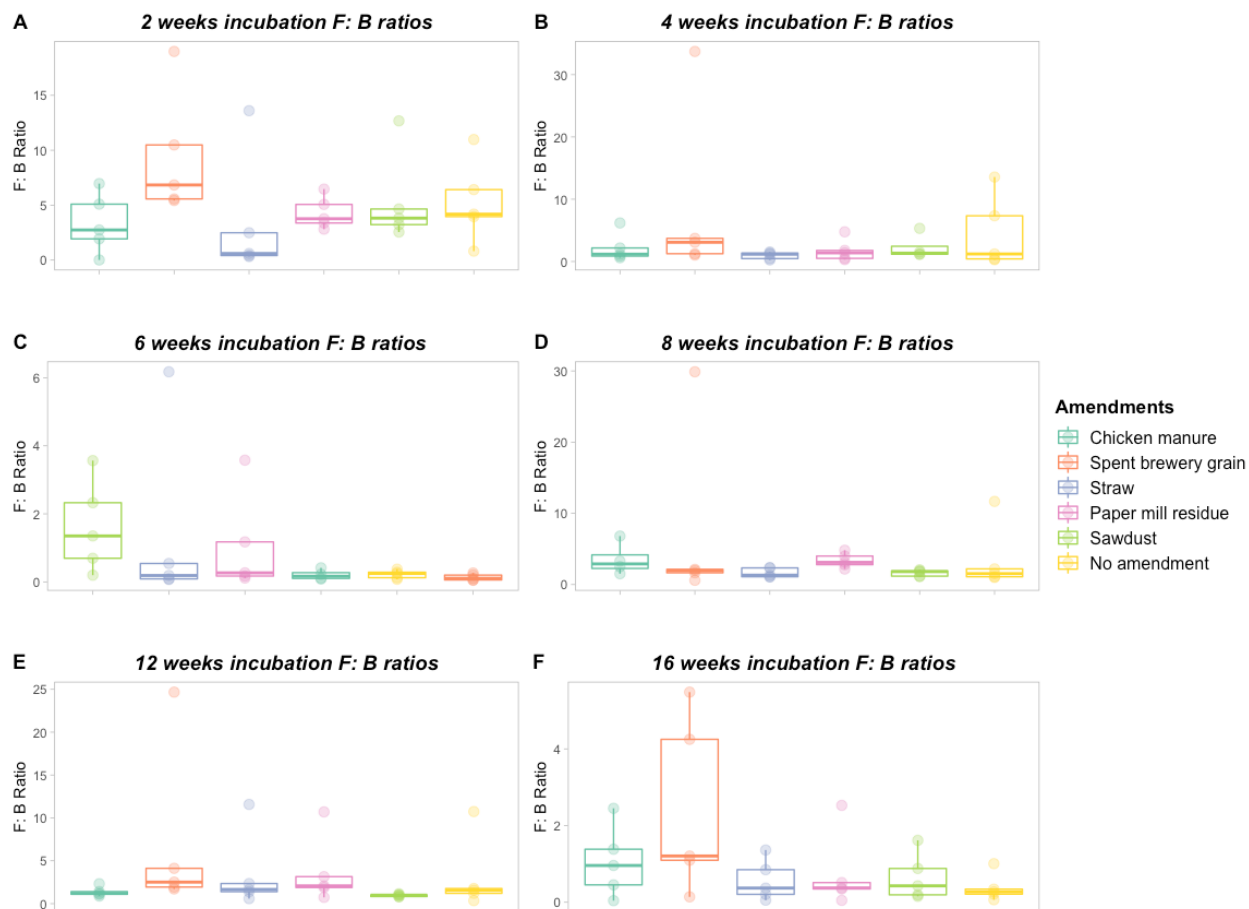 A
2 weeks incubation F: B ratios
F: B Ratio
15
10
5
0
B
4 weeks incubation F: B ratios
F: B Ratio
30
20
10
0
C
6 weeks incubation F: B ratios
F: B Ratio
6
4
2
0
D
8 weeks incubation F: B ratios
F: B Ratio
30
20
10
0
Amendments
Chicken manure
Spent brewery grain
Straw
Paper mill residue
Sawdust
No amendment
E
12 weeks incubation F: B ratios
F: B Ratio
25
20
15
10
5
0
F
16 weeks incubation F: B ratios
F: B Ratio
4
2
0